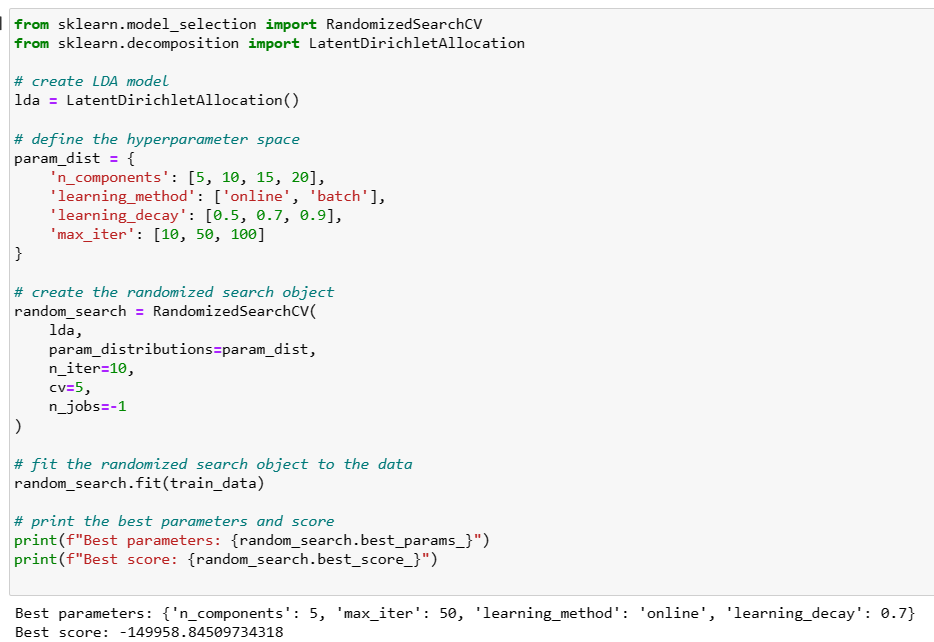 from sklearn.model_selection import RandomizedSearchCV
from sklearn.decomposition import LatentDirichletAllocation

# create LDA model
lda = LatentDirichletAllocation()

# define the hyperparameter space
param_dist = {
    'n_components': [5, 10, 15, 20],
    'learning_method': ['online', 'batch'],
    'learning_decay': [0.5, 0.7, 0.9],
    'max_iter': [10, 50, 100]
}

# create the randomized search object
random_search = RandomizedSearchCV(
    lda,
    param_distributions=param_dist,
    n_iter=10,
    cv=5,
    n_jobs=-1
)

# fit the randomized search object to the data
random_search.fit(train_data)

# print the best parameters and score
print(f"Best parameters: {random_search.best_params_}")
print(f"Best score: {random_search.best_score_}")

Best parameters: {'n_components': 5, 'max_iter': 50, 'learning_method': 'online', 'learning_decay': 0.7}
Best score: -149958.84509734318